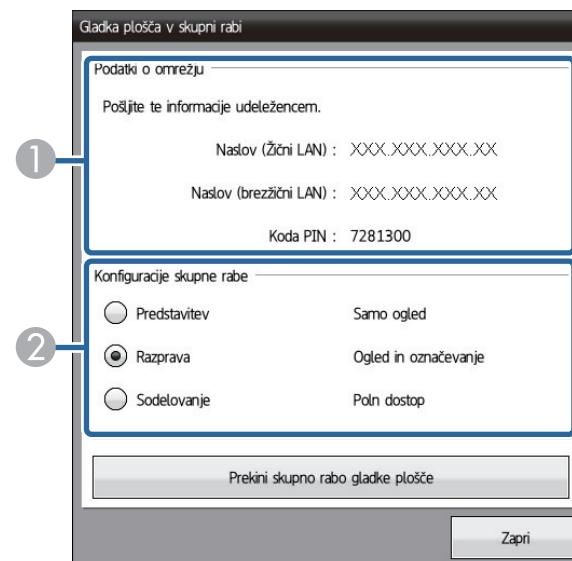 Gladka plošča v skupni rabi
Podatki o omrežju
Pošljite te informacije udeležencem.
1
Naslov (Žični LAN) : XXX.XXX.XXX.XX
Naslov (brezžični LAN) : XXX.XXX.XXX.XX
Koda PIN : 7281300
Konfiguracije skupne rabe
Predstavitev Samo ogled
2
Razprava Ogled in označevanje
Sodelovanje Poln dostop
Prekini skupno rabo gladke plošče
Zapri